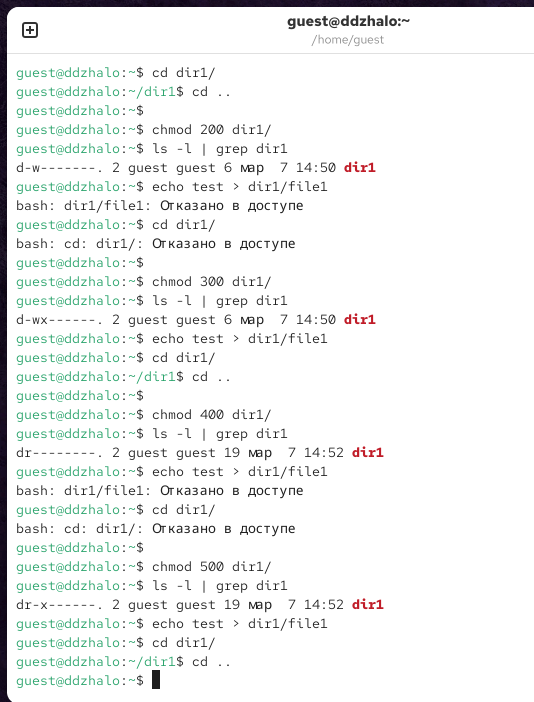 guest@ddzhalo:~
/home/guest
guest@ddzhalo:~$ cd dir1/
guest@ddzhalo:~/dir1$ cd ..
guest@ddzhalo:~$
guest@ddzhalo:~$ chmod 200 dir1/
guest@ddzhalo:~$ ls -l | grep dir1
d-w-------. 2 guest guest 6 мар  7 14:50 dir1
guest@ddzhalo:~$ echo test > dir1/file1
bash: dir1/file1: Отказано в доступе
guest@ddzhalo:~$ cd dir1/
bash: cd: dir1/: Отказано в доступе
guest@ddzhalo:~$
guest@ddzhalo:~$ chmod 300 dir1/
guest@ddzhalo:~$ ls -l | grep dir1
d-wx------. 2 guest guest 6 мар  7 14:50 dir1
guest@ddzhalo:~$ echo test > dir1/file1
guest@ddzhalo:~$ cd dir1/
guest@ddzhalo:~/dir1$ cd ..
guest@ddzhalo:~$
guest@ddzhalo:~$ chmod 400 dir1/
guest@ddzhalo:~$ ls -l | grep dir1
dr--------. 2 guest guest 19 мар  7 14:52 dir1
guest@ddzhalo:~$ echo test > dir1/file1
bash: dir1/file1: Отказано в доступе
guest@ddzhalo:~$ cd dir1/
bash: cd: dir1/: Отказано в доступе
guest@ddzhalo:~$
guest@ddzhalo:~$ chmod 500 dir1/
guest@ddzhalo:~$ ls -l | grep dir1
dr-x------. 2 guest guest 19 мар  7 14:52 dir1
guest@ddzhalo:~$ echo test > dir1/file1
guest@ddzhalo:~$ cd dir1/
guest@ddzhalo:~/dir1$ cd ..
guest@ddzhalo:~$